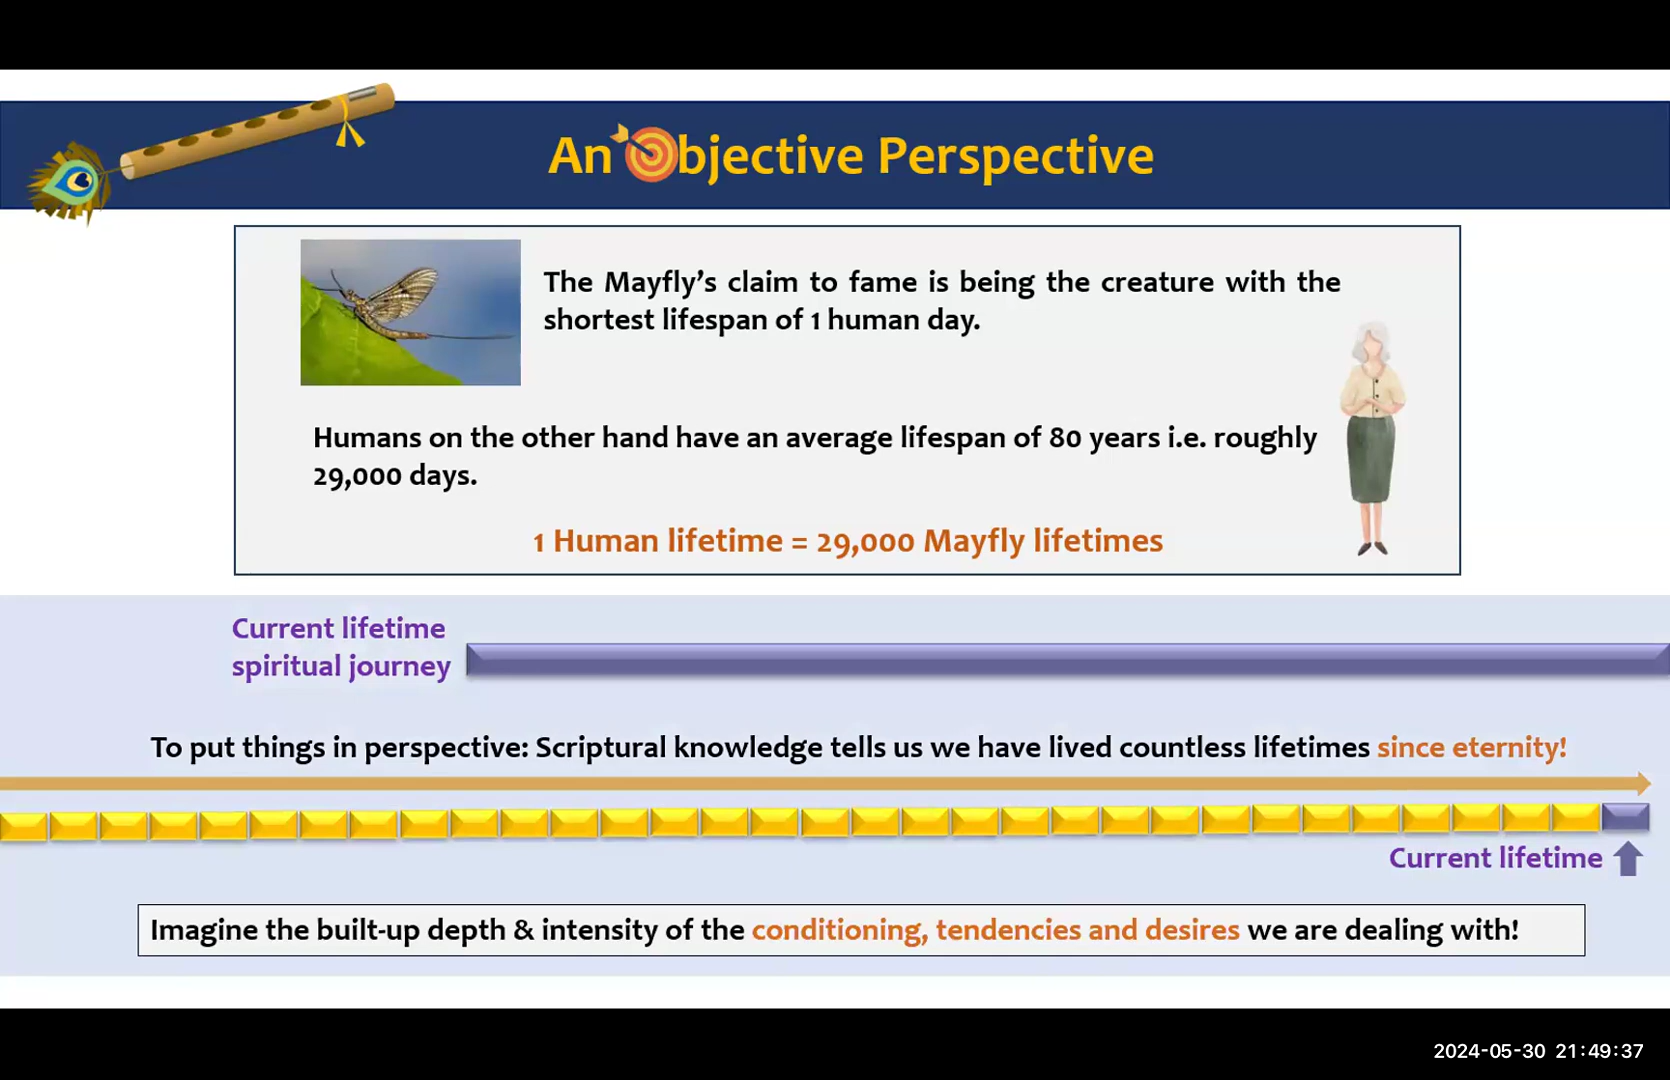 An Objective Perspective
The Mayfly's claim to fame is being the creature with the
shortest lifespan of 1 human day.
Humans on the other hand have an average lifespan of 80 years i.e. roughly
29,000 days.
1 Human lifetime = 29,000 Mayfly lifetimes
Current lifetime
spiritual journey
To put things in perspective: Scriptural knowledge tells us we have lived countless lifetimes since eternity!
Current lifetime
Imagine the built-up depth & intensity of the conditioning, tendencies and desires we are dealing with!
2024-05-30 21:49:37